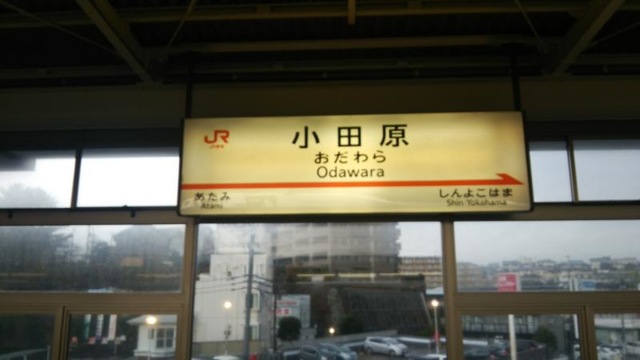 JR
小田原
おだわら
Odawara
あたみ
Atami
しんよこはま
Shin Yokohama